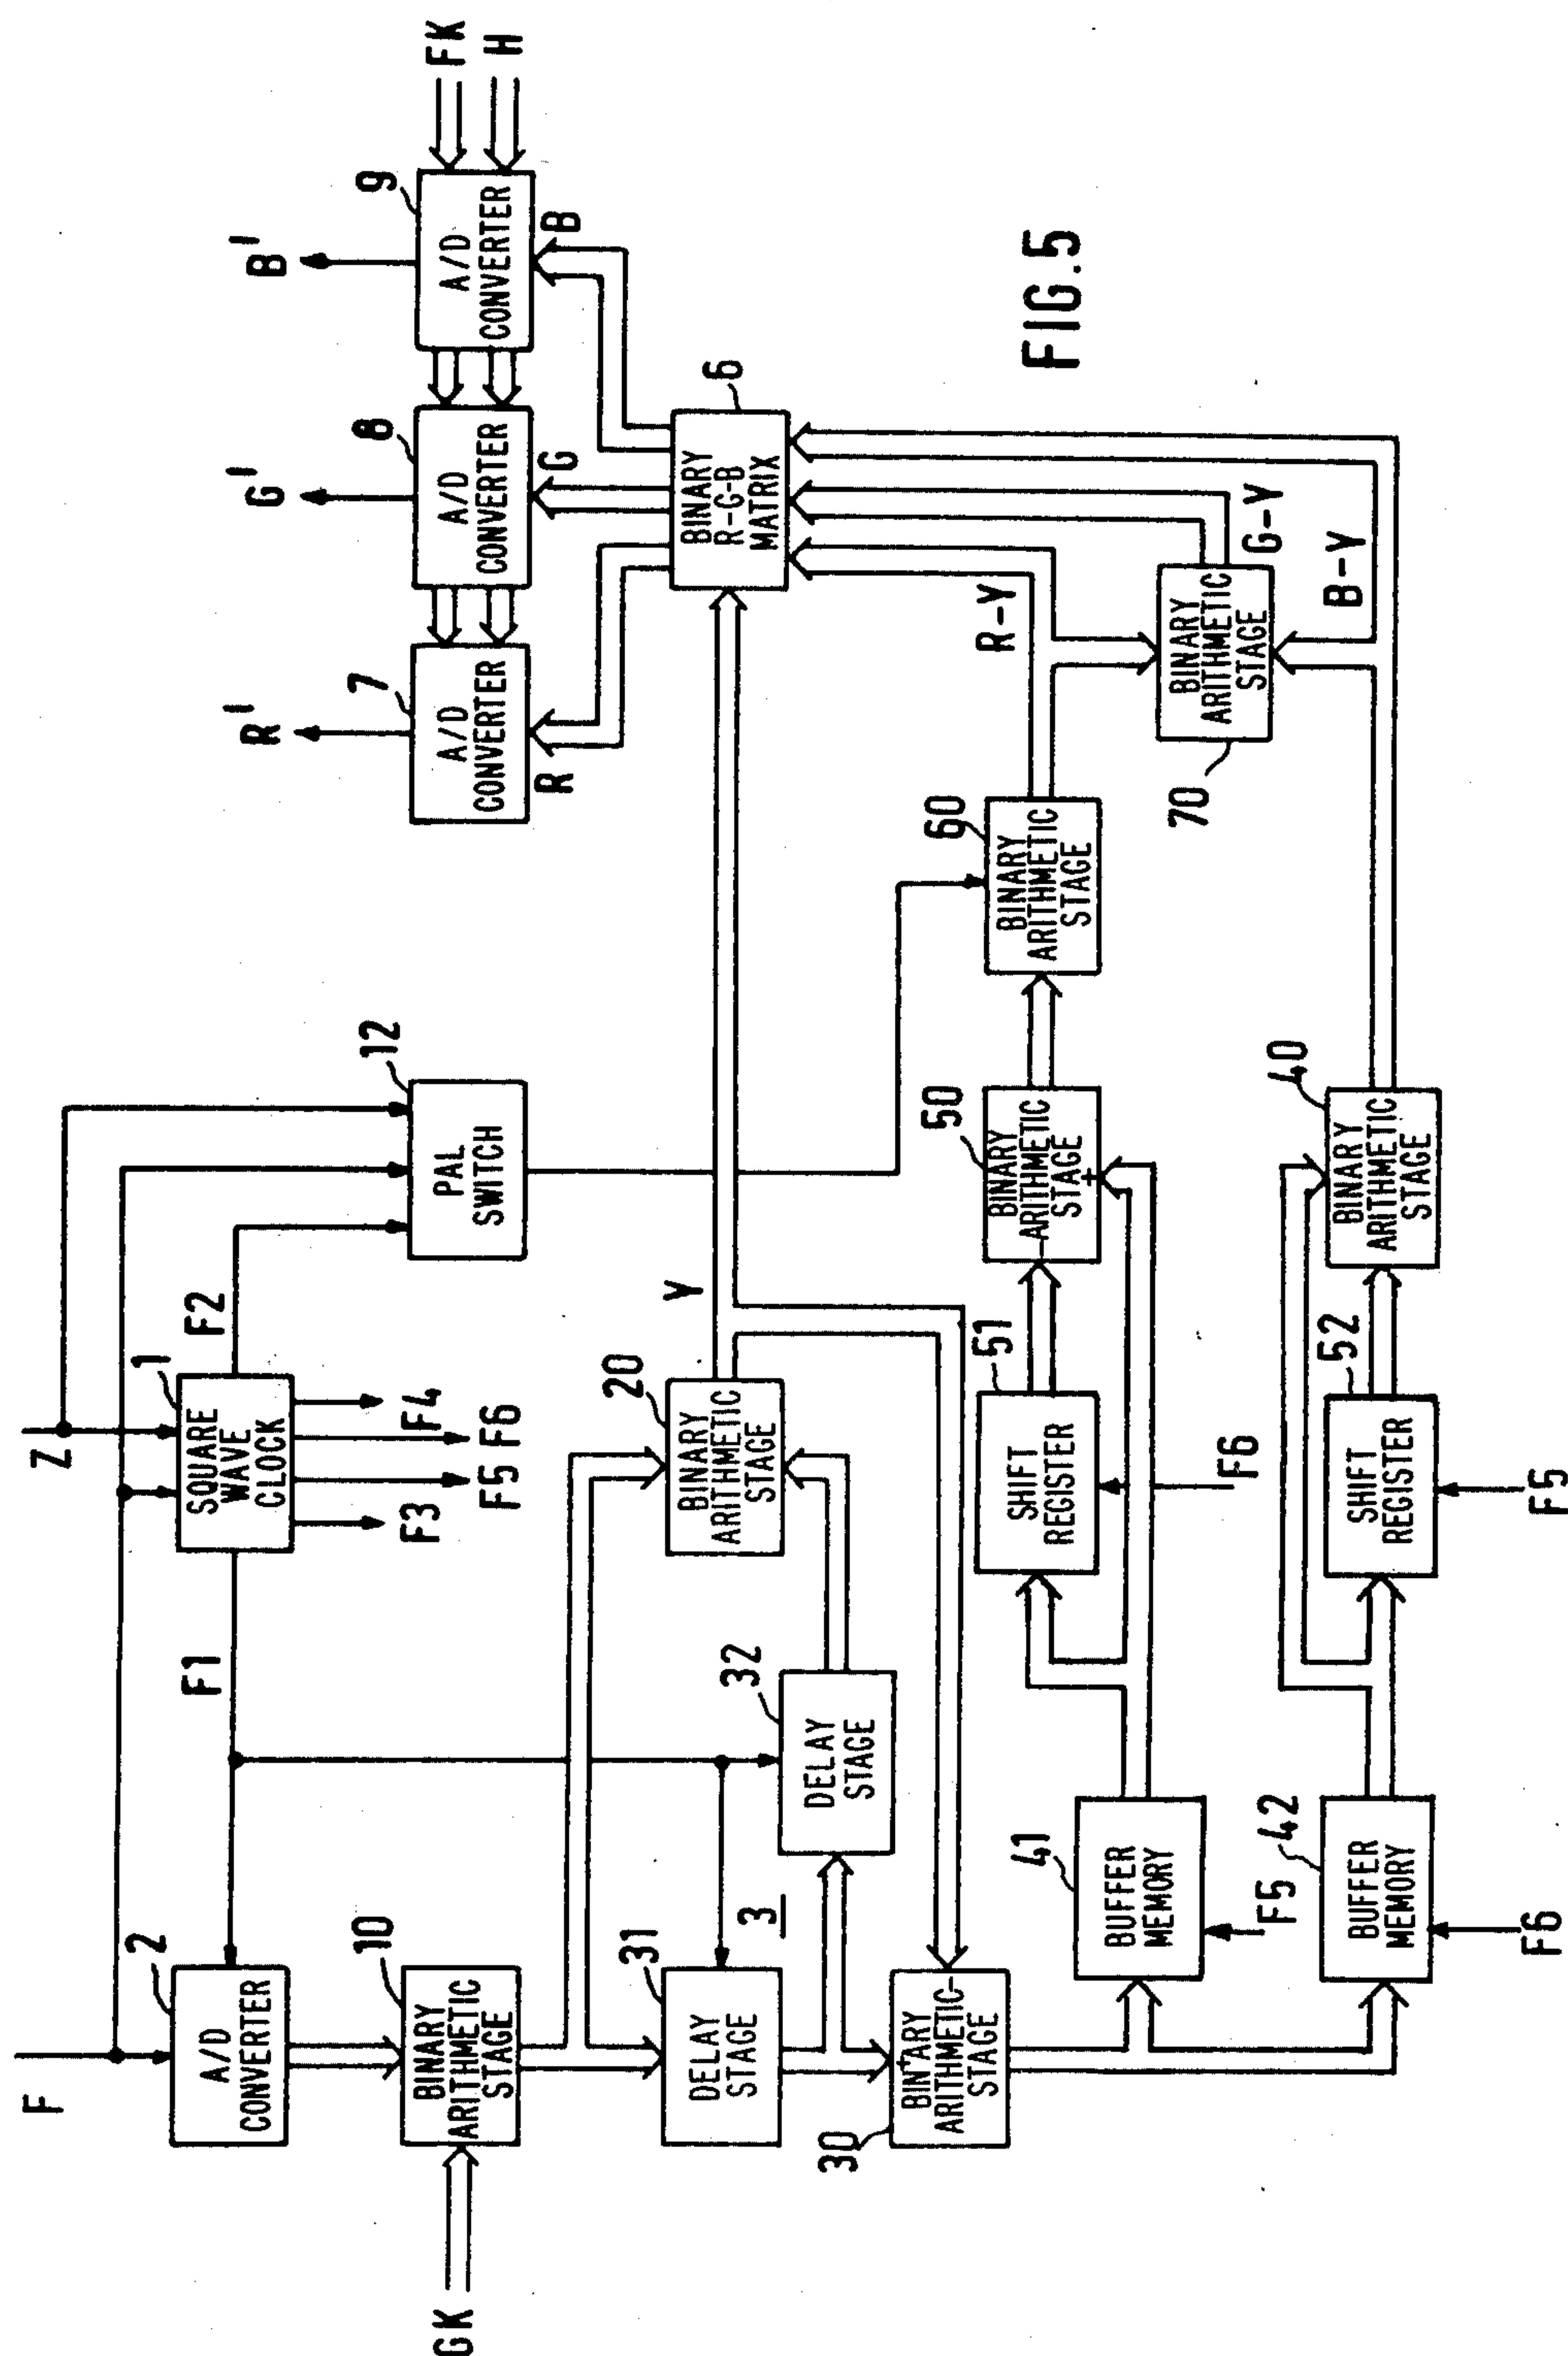 F
Z
2
A/D
CONVERTER
1
SQUARE
WAVE
CLOCK
F1
F2
F3
F5
F6
F4
12
PAL
SWITCH
R'
G'
B'
7
A/D
CONVERTER
8
A/D
CONVERTER
9
A/D
CONVERTER
FK
H
R
G
B
GK
10
BINARY
ARITHMETIC
STAGE
20
BINARY
ARITHMETIC
STAGE
Y
6
BINARY
R-G-B
MATRIX
31
DELAY
STAGE
3
32
DELAY
STAGE
30
BINARY
+
ARITHMETIC-
STAGE
41
BUFFER
MEMORY
F5
51
SHIFT
REGISTER
F6
50
BINARY
ARITHMETIC
STAGE
-
+
60
BINARY
ARITHMETIC
STAGE
R-Y
70
BINARY
ARITHMETIC
STAGE
G-Y
B-Y
42
BUFFER
MEMORY
F6
52
SHIFT
REGISTER
F5
40
BINARY
ARITHMETIC
STAGE
FIG.5